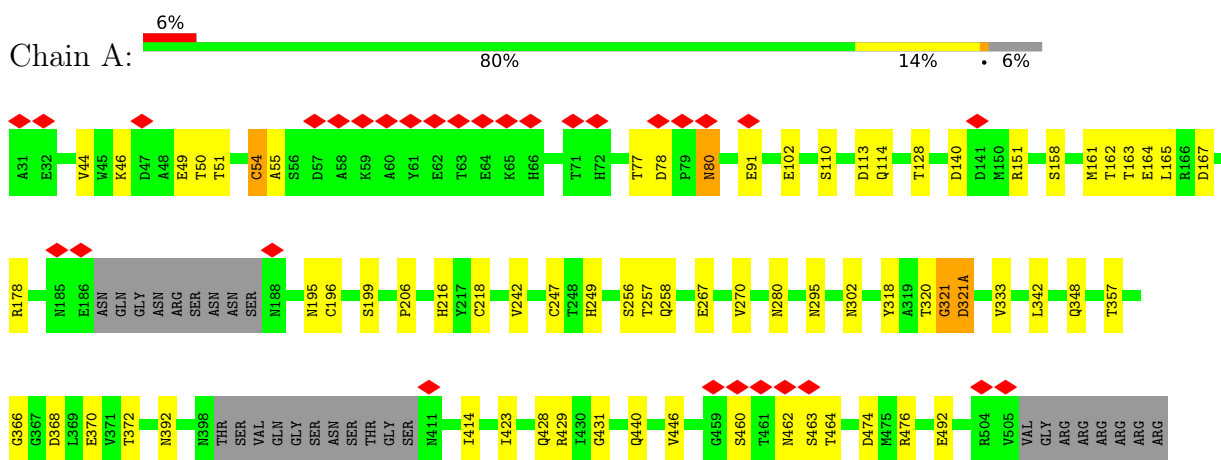 6%
Chain A:
80% 14% • 6%
A31 E32 V44 W45 K46 D47 A48 E49 T50 T51 C54 A55 S56 D57 A58 K59 A60 Y61 E62 T63 E64 K65 H66 T71 H72 T77 D78 P79 N80 E91 E102 S110 D113 Q114 T128 D140 D141 M150 R151 S158 M161 T162 T163 E164 L165 R166 D167
R178 N185 E186 ASN GLN GLY ASN ARG SER ASN ASN SER N188 N195 C196 S199 P206 H216 Y217 C218 V242 C247 T248 H249 S256 T257 Q258 E267 V270 N280 N295 N302 Y318 A319 T320 G321 D321A V333 L342 Q348 T357
G366 G367 D368 L369 E370 V371 T372 N392 N398 THR SER VAL GLN GLY SER ASN SER THR GLY SER N411 I414 I423 Q428 R429 I430 G431 Q440 V446 G459 S460 T461 N462 S463 T464 D474 M475 R476 E492 R504 V505 VAL GLY ARG ARG ARG ARG ARG ARG